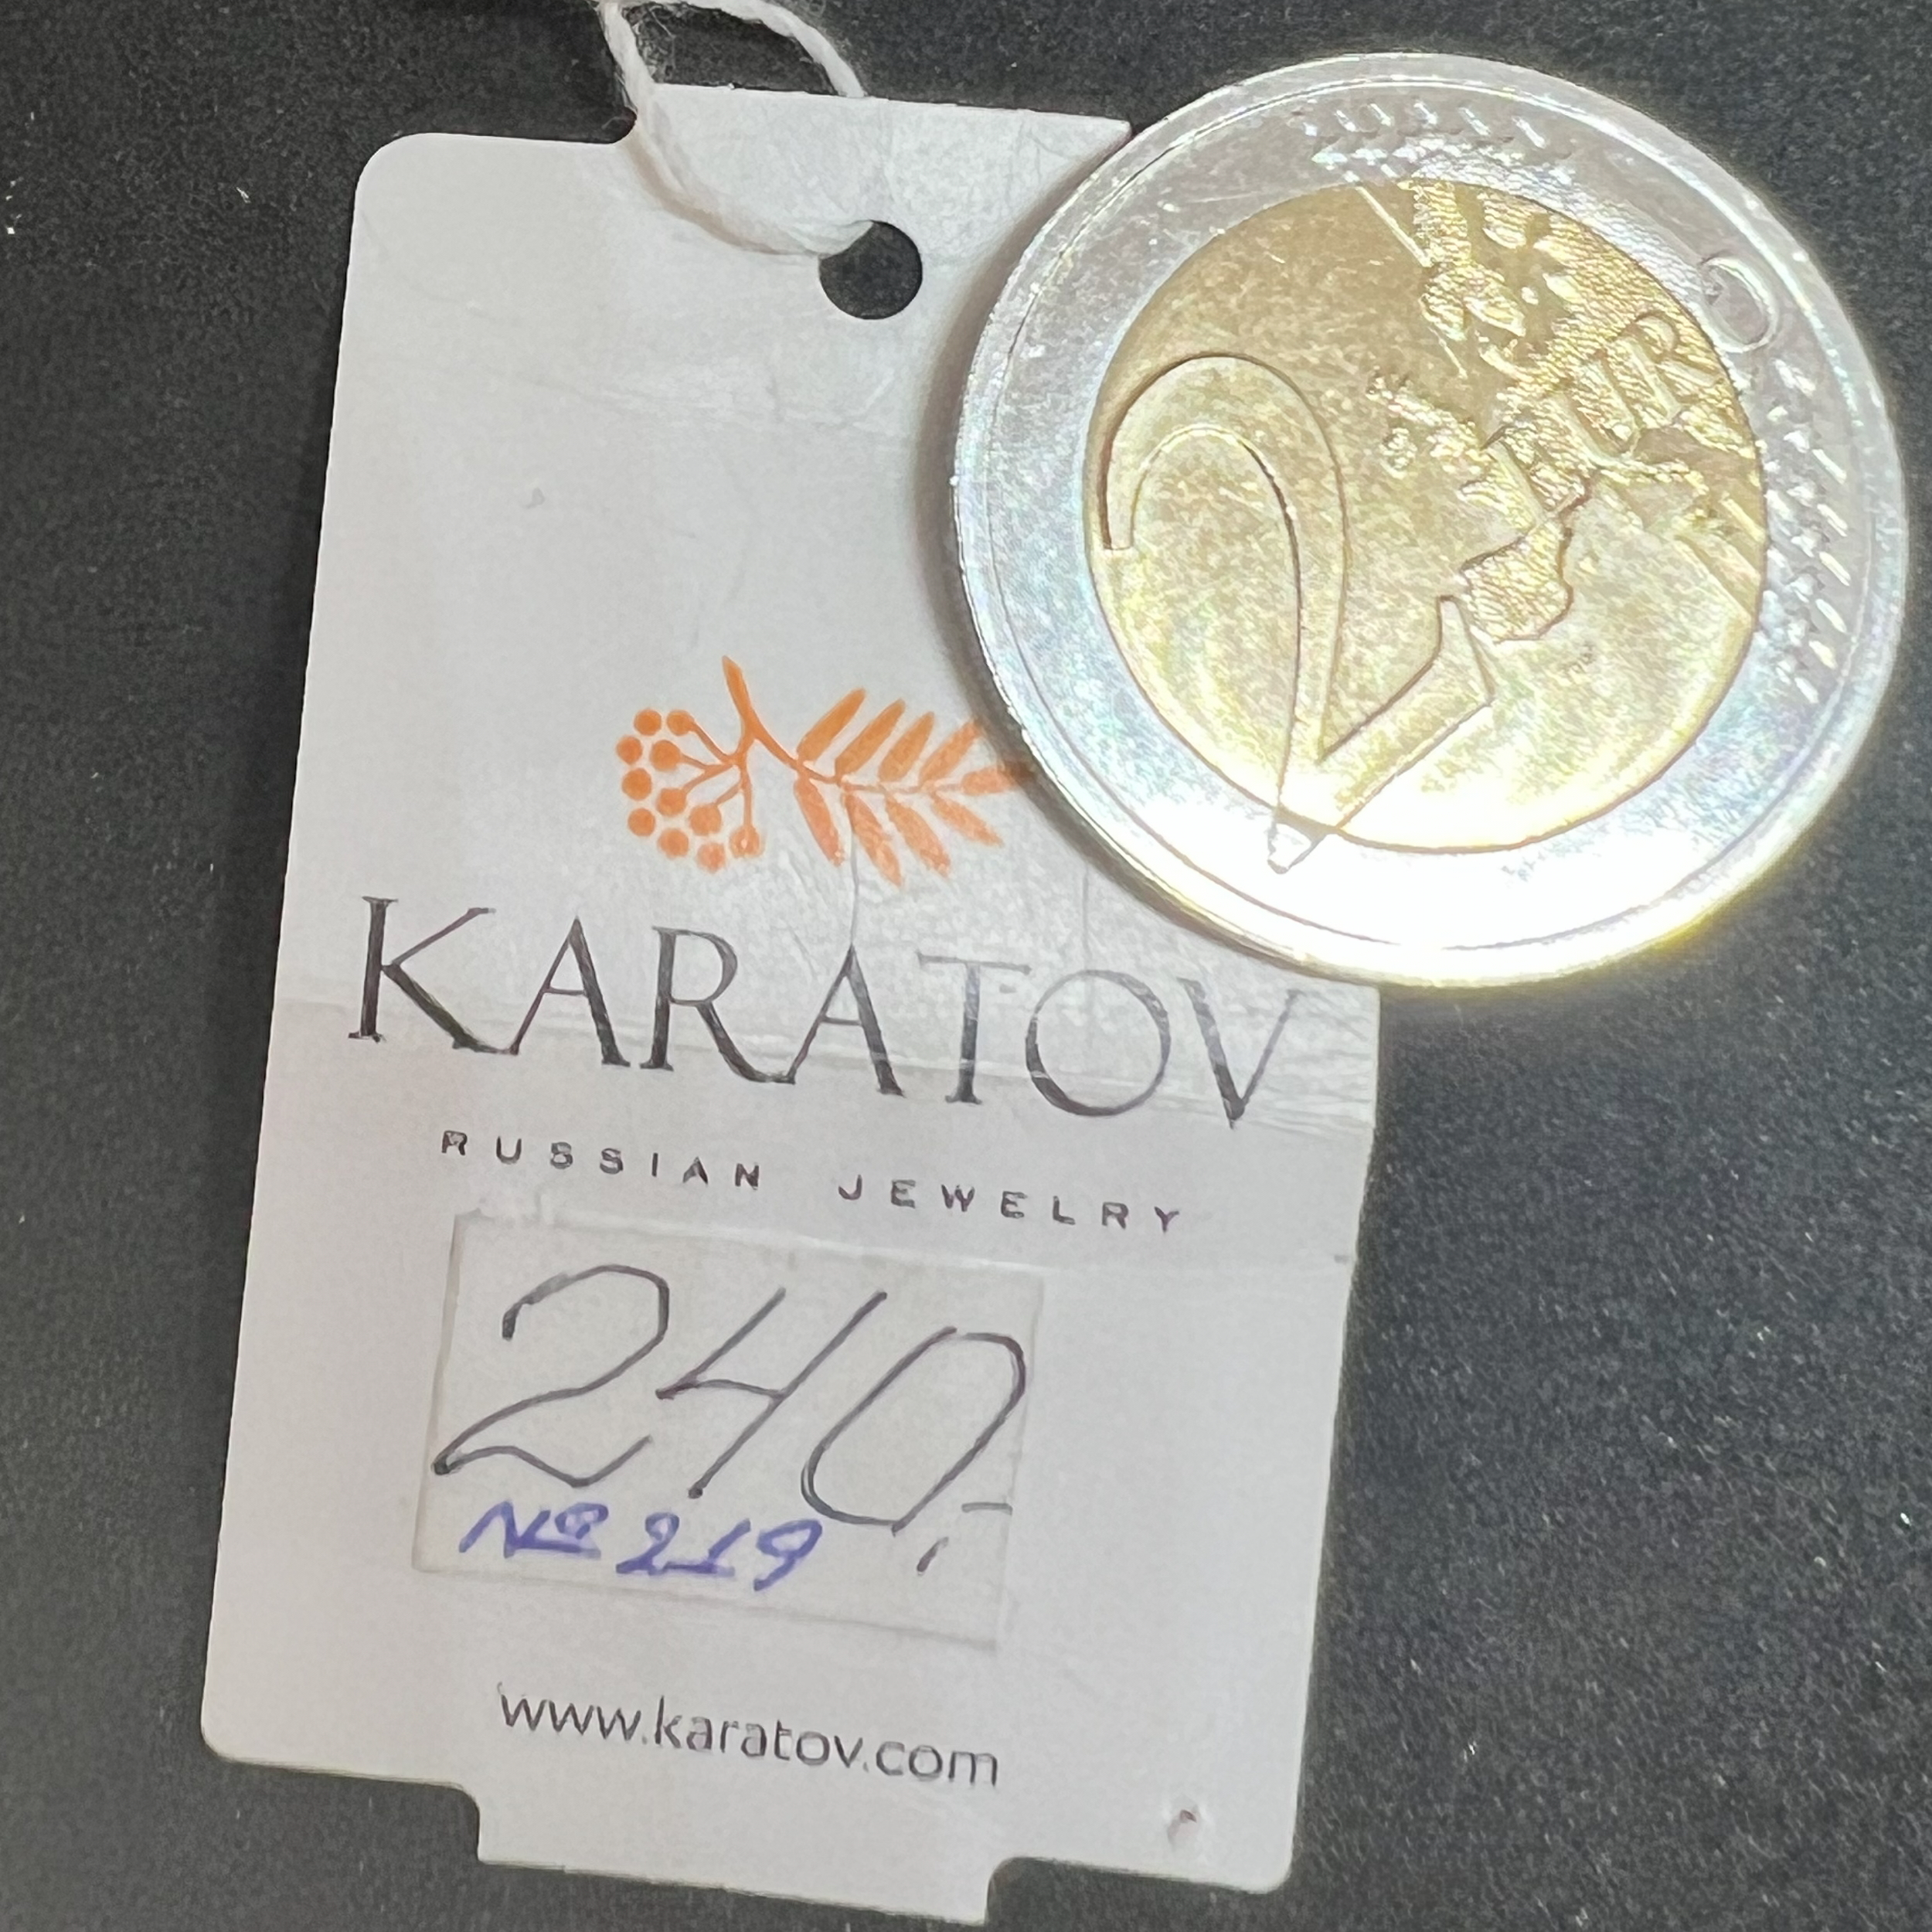 2 EURO
KARATOV
RUSSIAN JEWELRY
240,-
№ 219
www.karatov.com